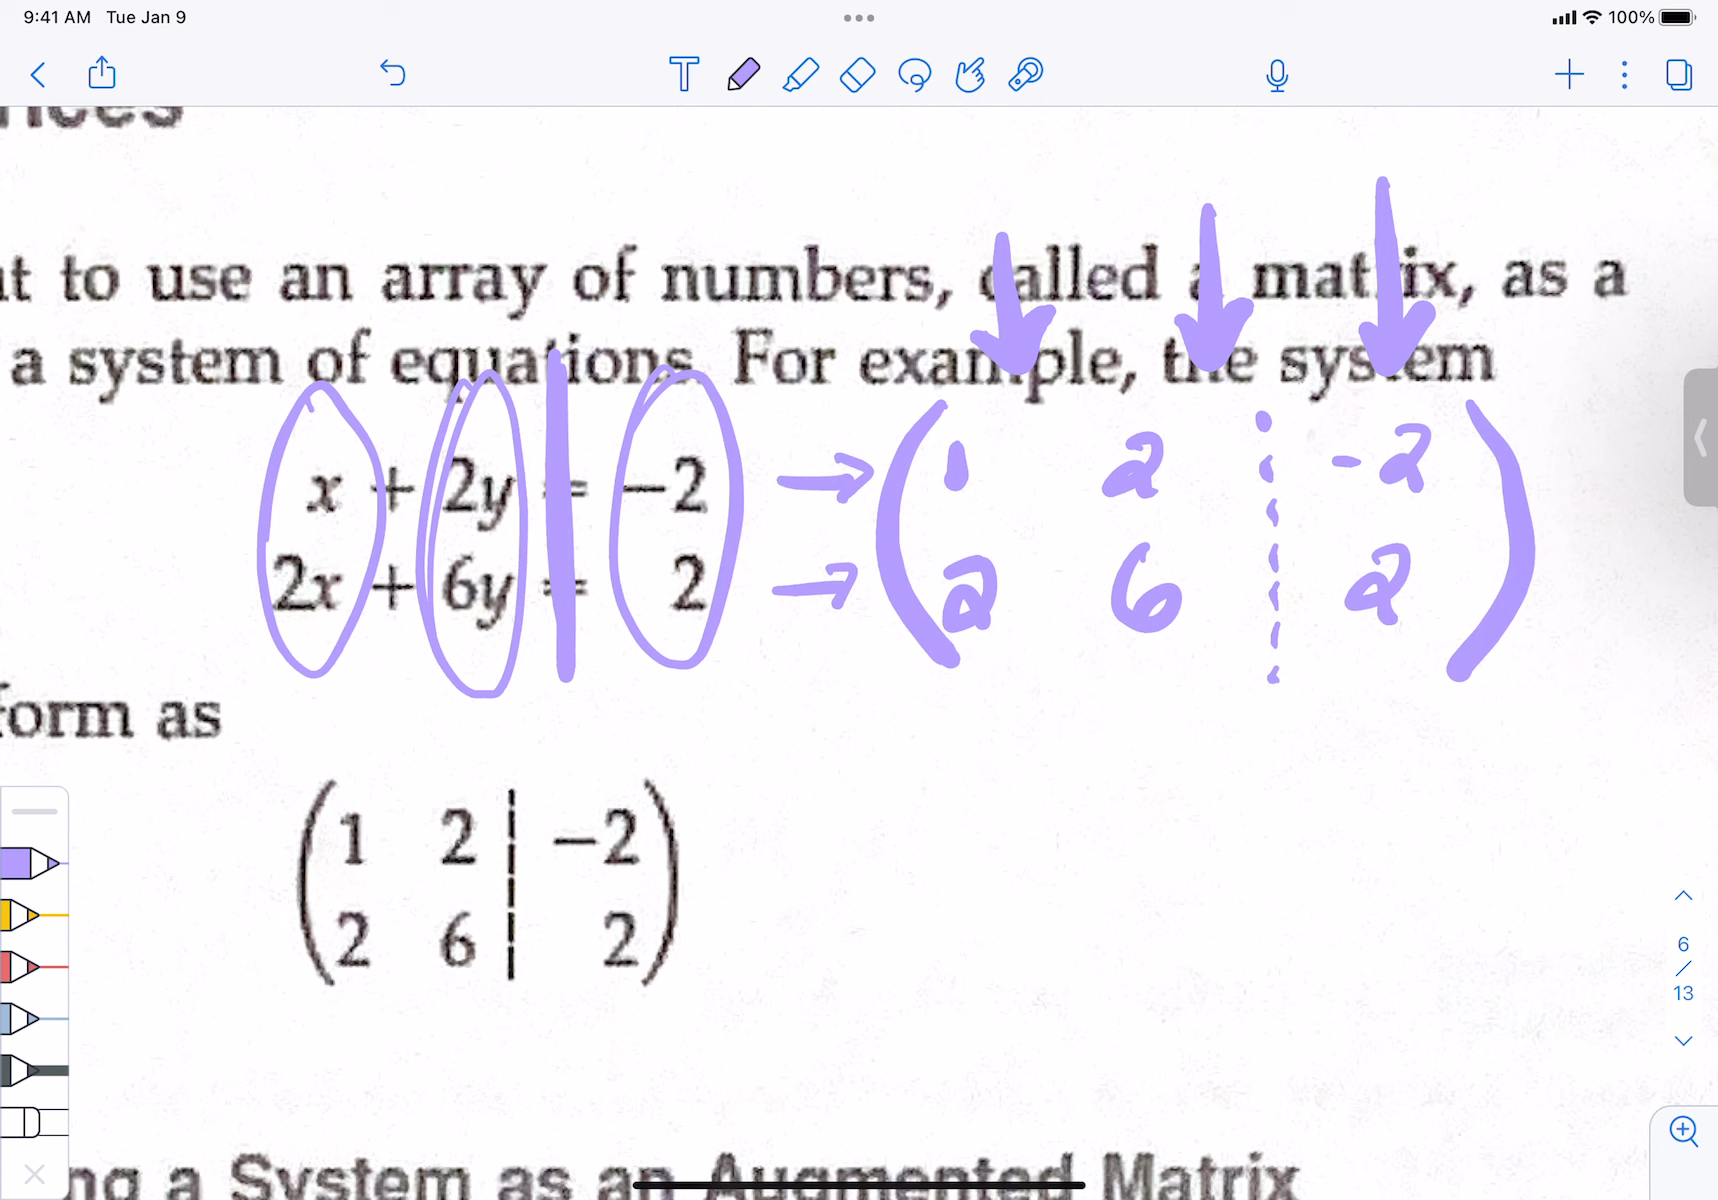 9:41 AM Tue Jan 9
100%
to use an array of numbers, called a matrix, as a
a system of equations. For example, the system
x + 2y = −2 → ( 1 2 ¦ -2 )
2x + 6y = 2 → ( 2 6 ¦ 2 )
form as
( 1 2 ¦ −2 )
( 2 6 ¦ 2 )
6
/
13
a System as an Augmented Matrix